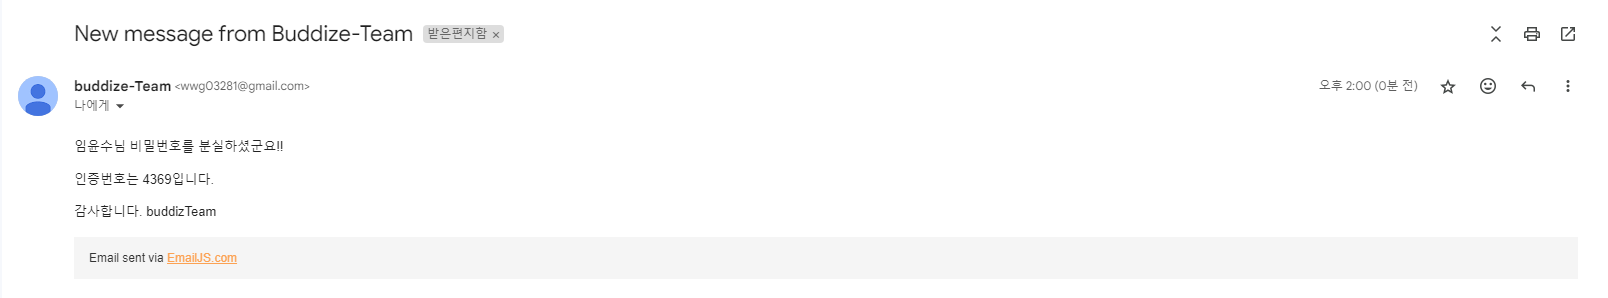 New message from Buddize-Team 받은편지함 ×
buddize-Team <wwg03281@gmail.com> 오후 2:00 (0분 전)
나에게
임윤수님 비밀번호를 분실하셨군요!!
인증번호는 4369입니다.
감사합니다. buddizTeam
Email sent via EmailJS.com